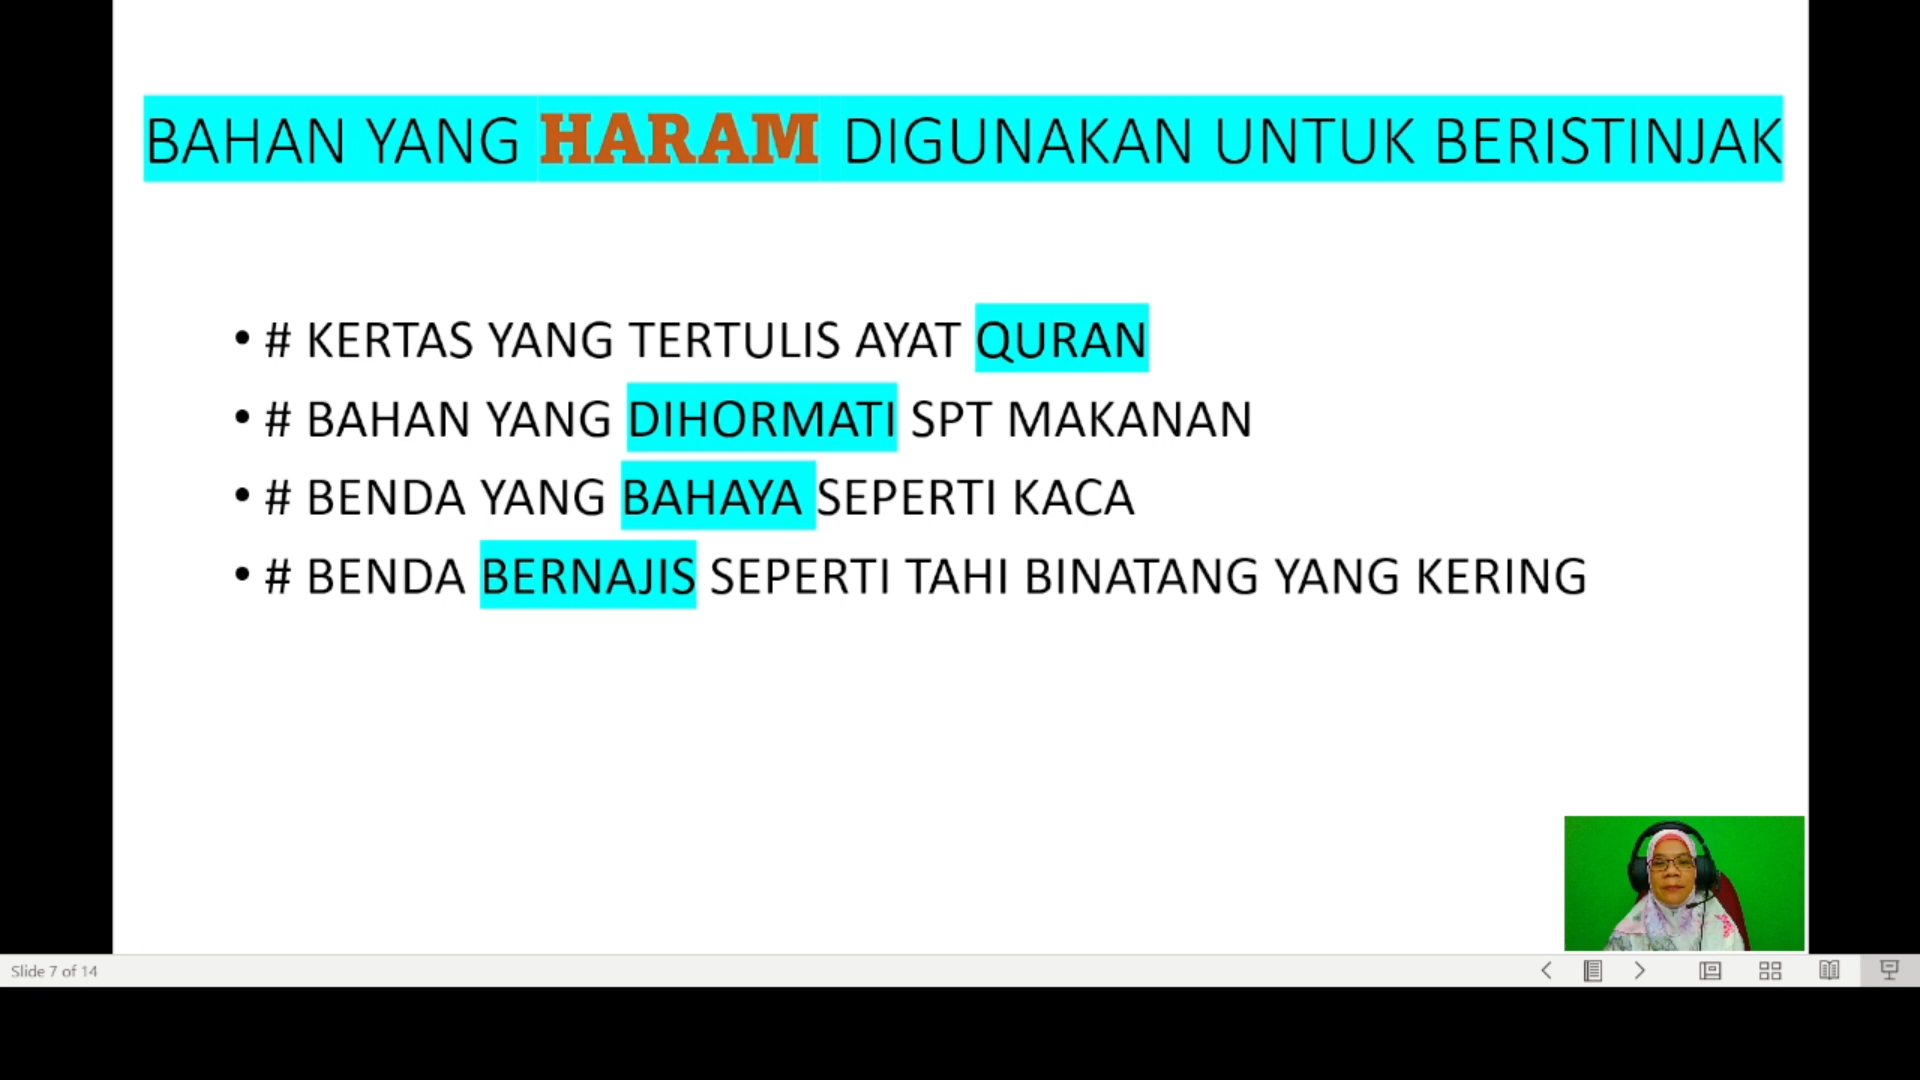 BAHAN YANG HARAM DIGUNAKAN UNTUK BERISTINJAK
• # KERTAS YANG TERTULIS AYAT QURAN
• # BAHAN YANG DIHORMATI SPT MAKANAN
• # BENDA YANG BAHAYA SEPERTI KACA
• # BENDA BERNAJIS SEPERTI TAHI BINATANG YANG KERING
Slide 7 of 14